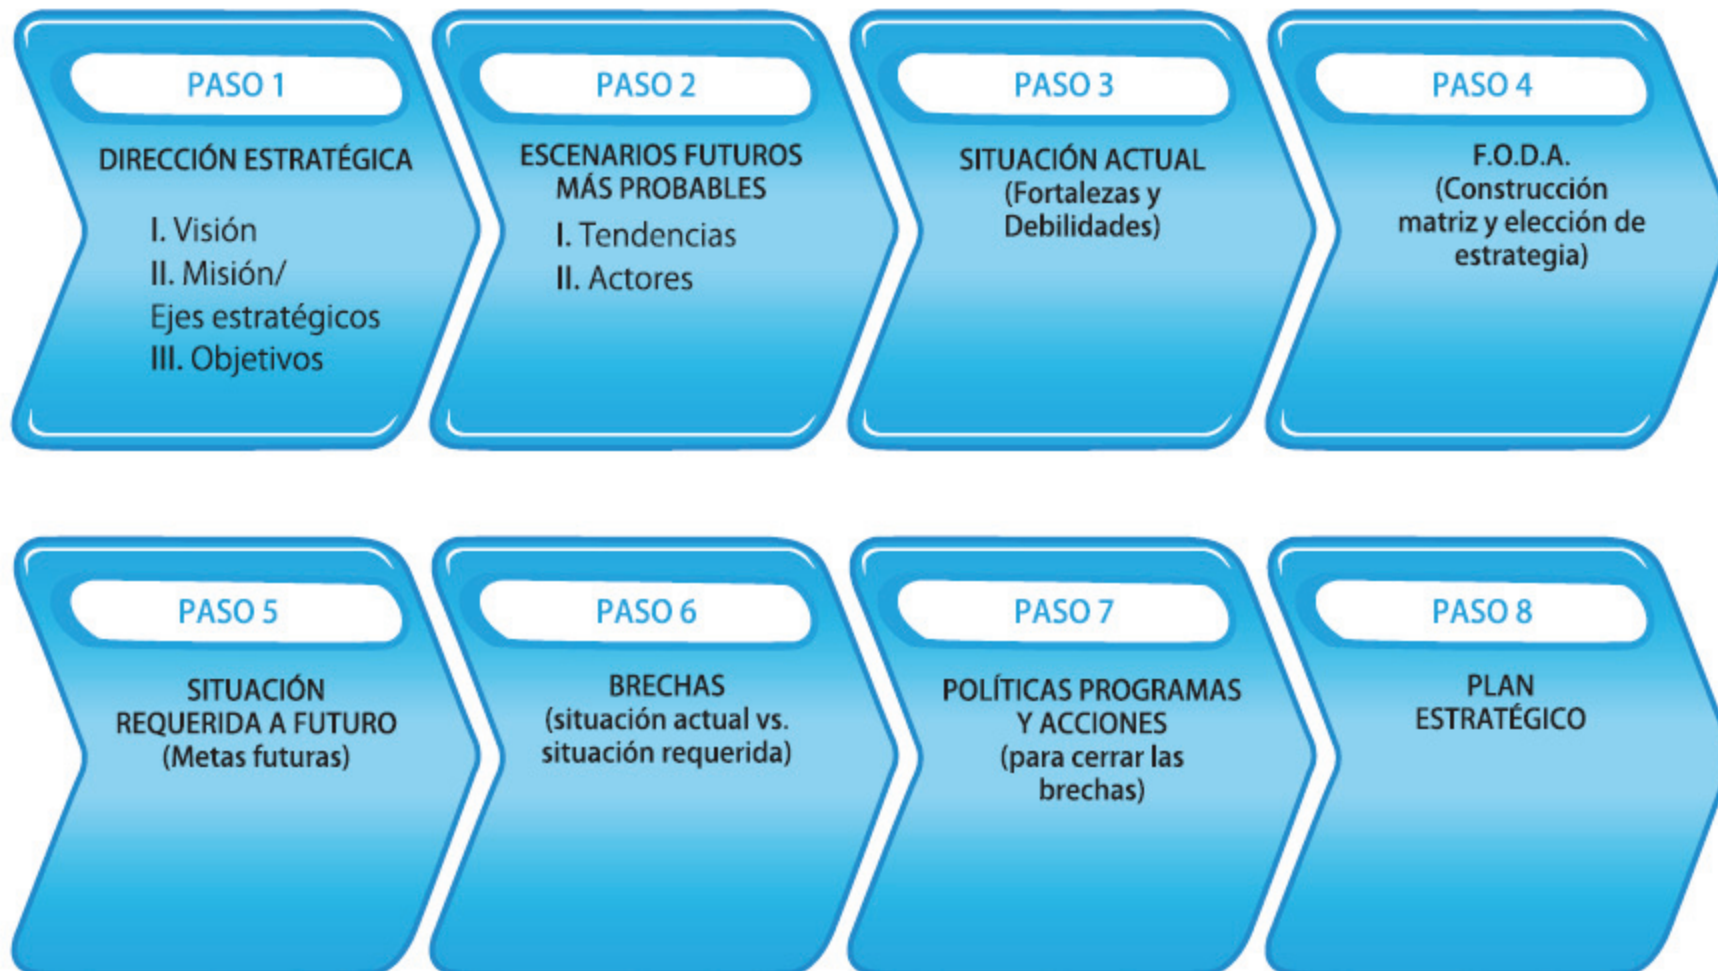 PASO 1
DIRECCIÓN ESTRATÉGICA
I. Visión
II. Misión/
Ejes estratégicos
III. Objetivos
PASO 2
ESCENARIOS FUTUROS
MÁS PROBABLES
I. Tendencias
II. Actores
PASO 3
SITUACIÓN ACTUAL
(Fortalezas y
Debilidades)
PASO 4
F.O.D.A.
(Construcción
matriz y elección de
estrategia)
PASO 5
SITUACIÓN
REQUERIDA A FUTURO
(Metas futuras)
PASO 6
BRECHAS
(situación actual vs.
situación requerida)
PASO 7
POLÍTICAS PROGRAMAS
Y ACCIONES
(para cerrar las
brechas)
PASO 8
PLAN
ESTRATÉGICO